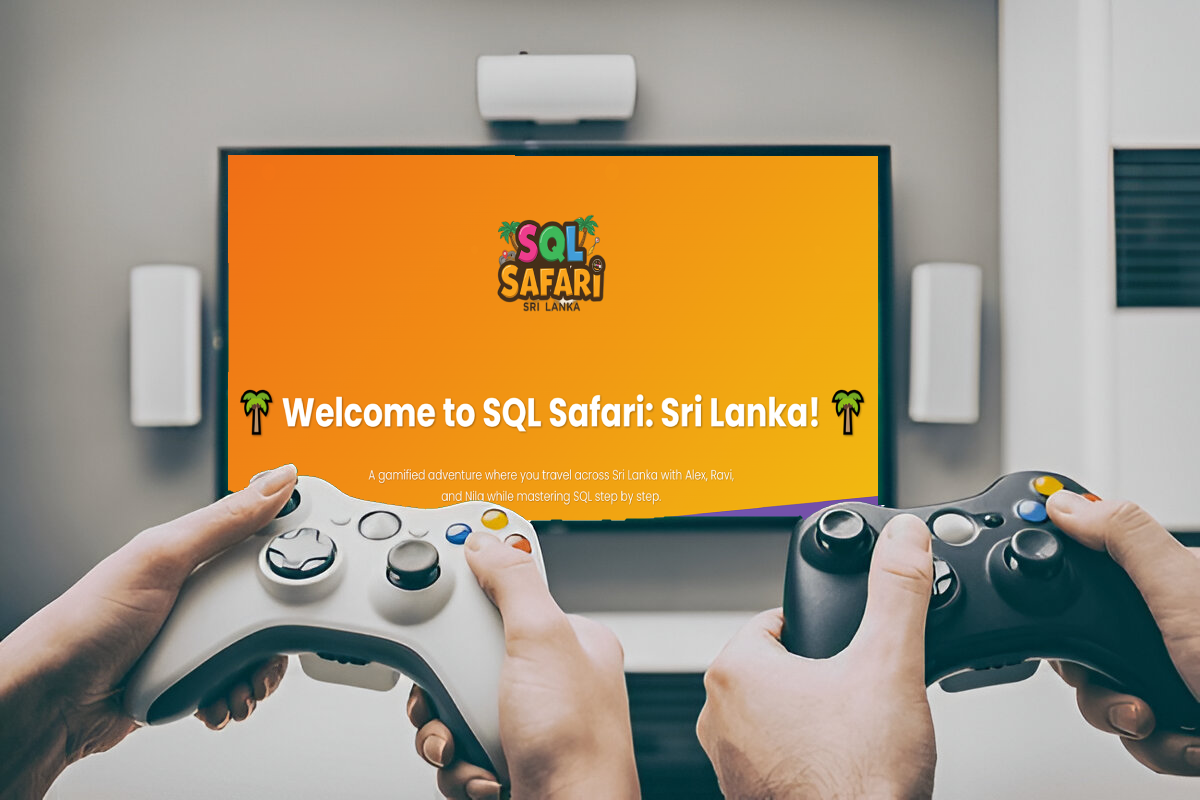 SQL
SAFARI
SRI LANKA
🌴 Welcome to SQL Safari: Sri Lanka! 🌴
A gamified adventure where you travel across Sri Lanka with Alex, Ravi,
and Nila while mastering SQL step by step.